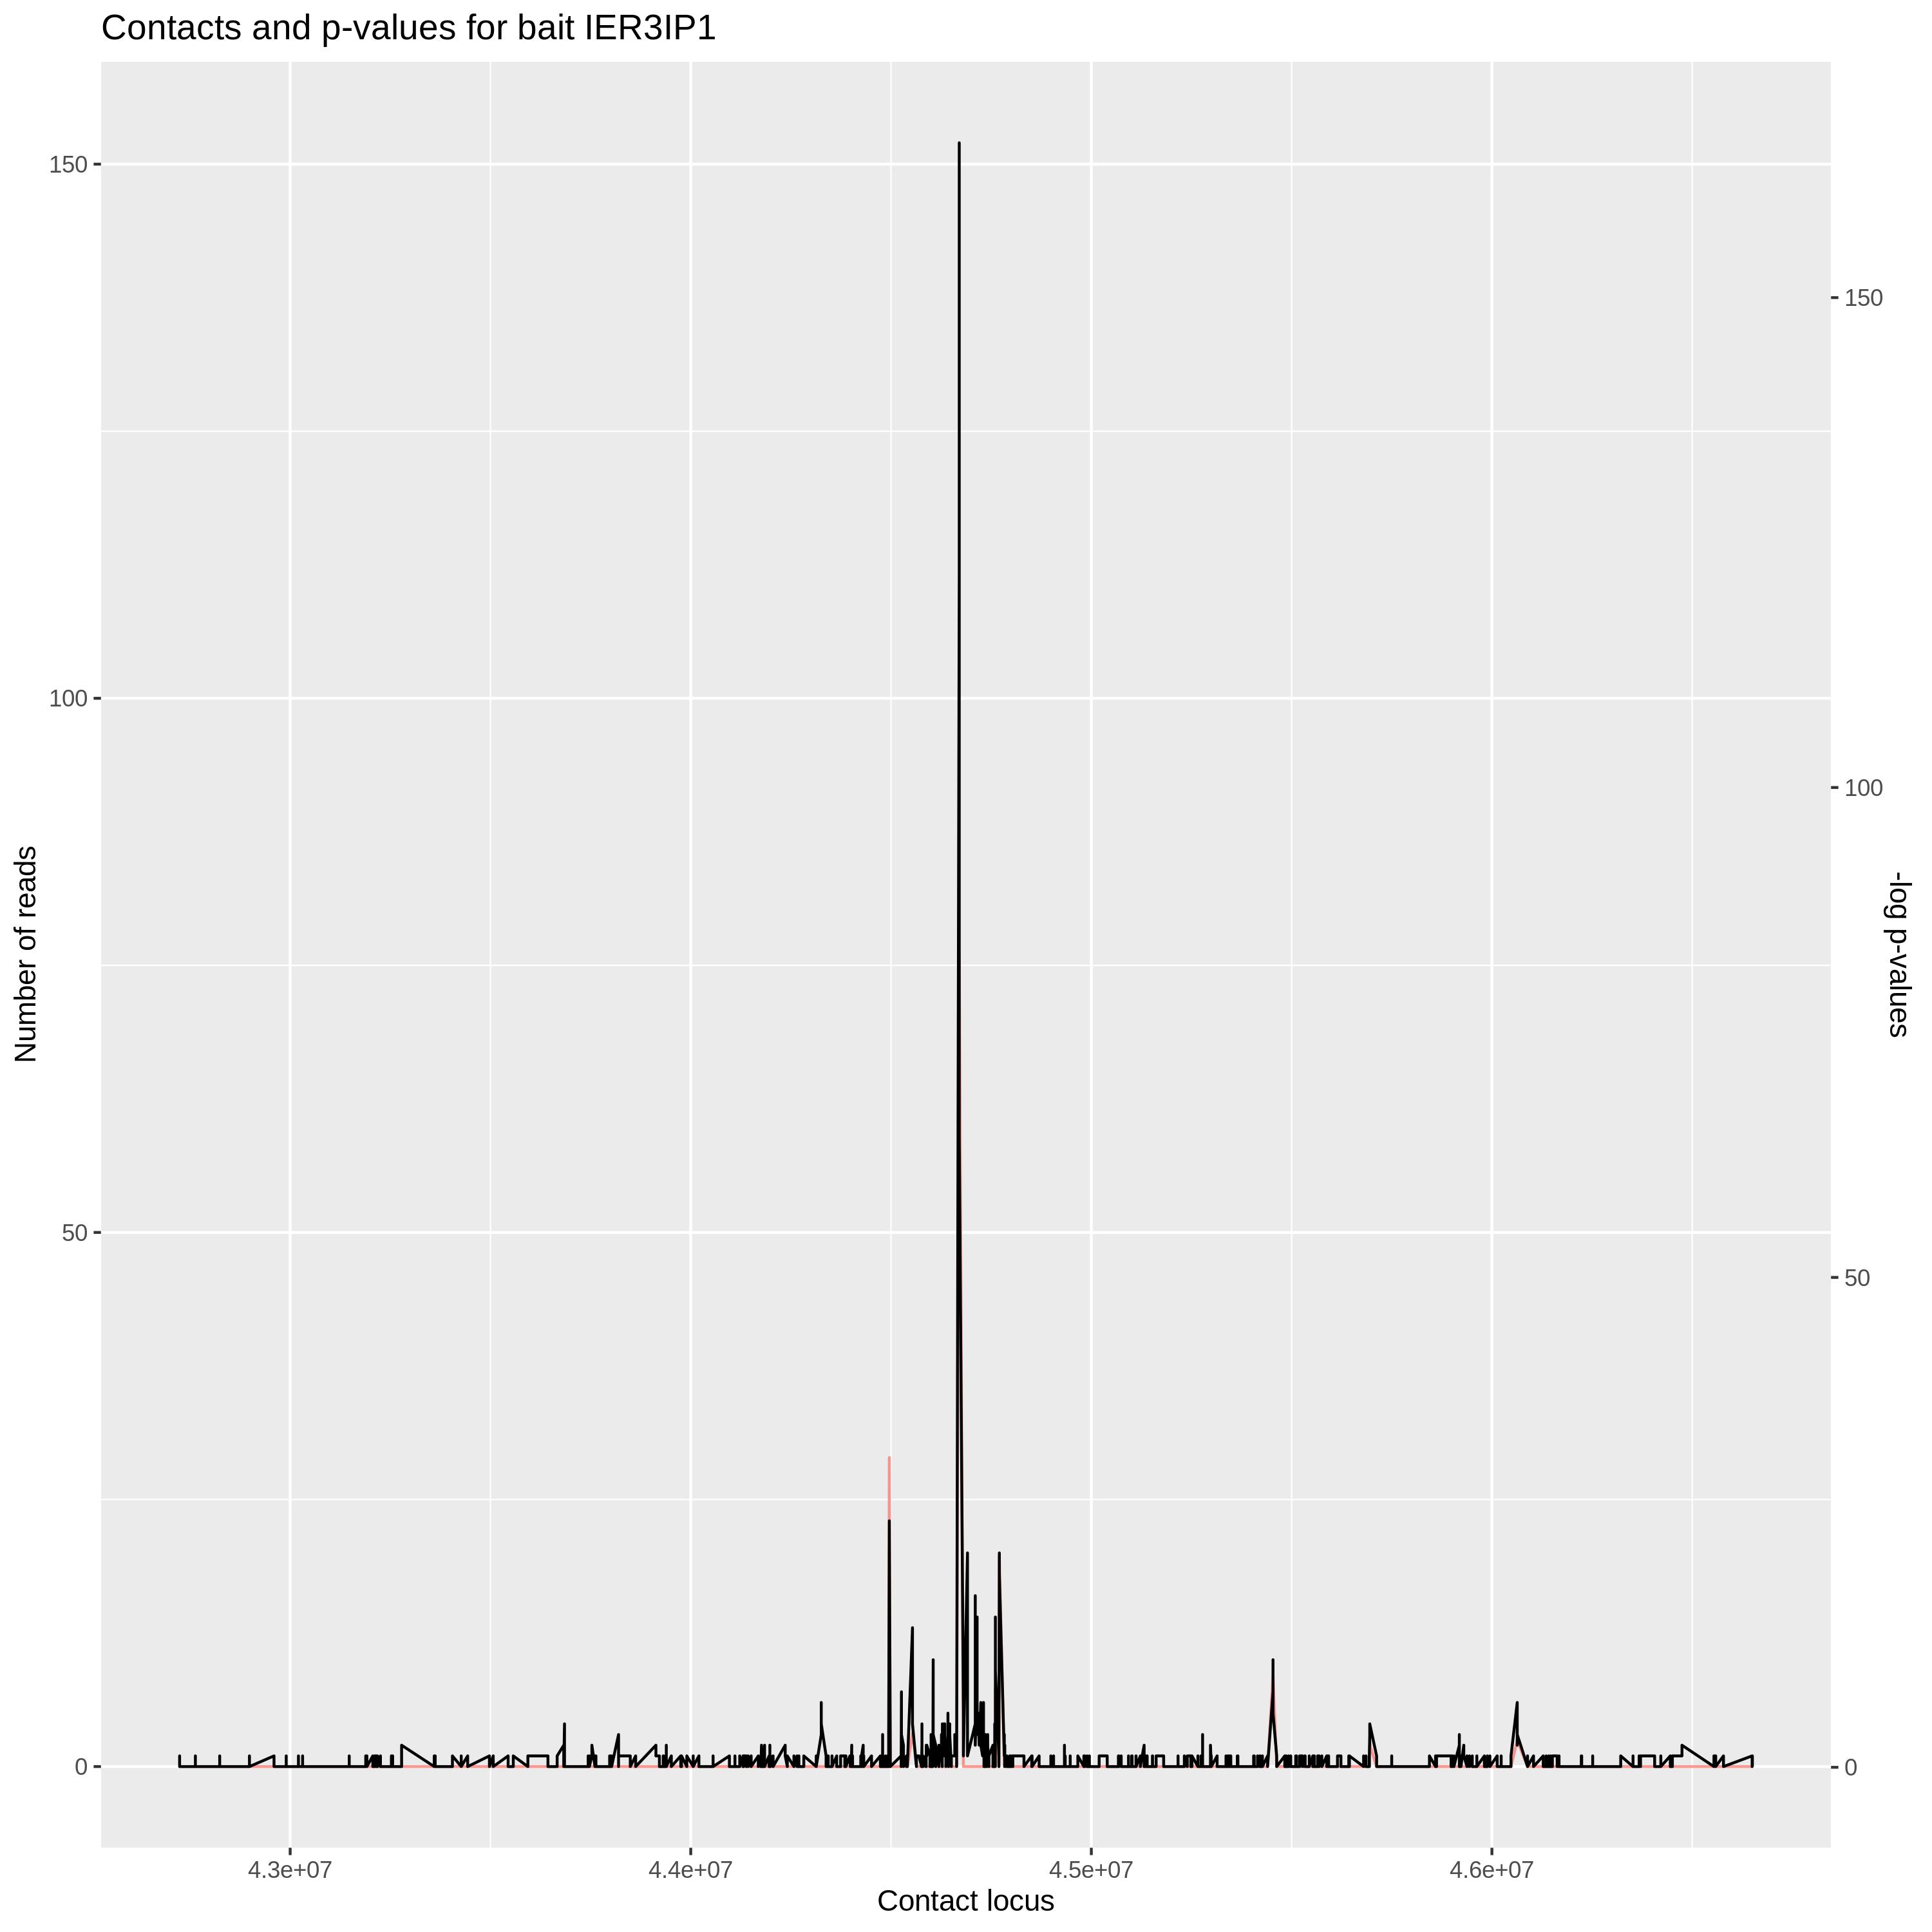 Contacts and p-values for bait IER3IP1
150
100
50
0
Number of reads
150
100
50
0
-log p-values
4.3e+07
4.4e+07
4.5e+07
4.6e+07
Contact locus